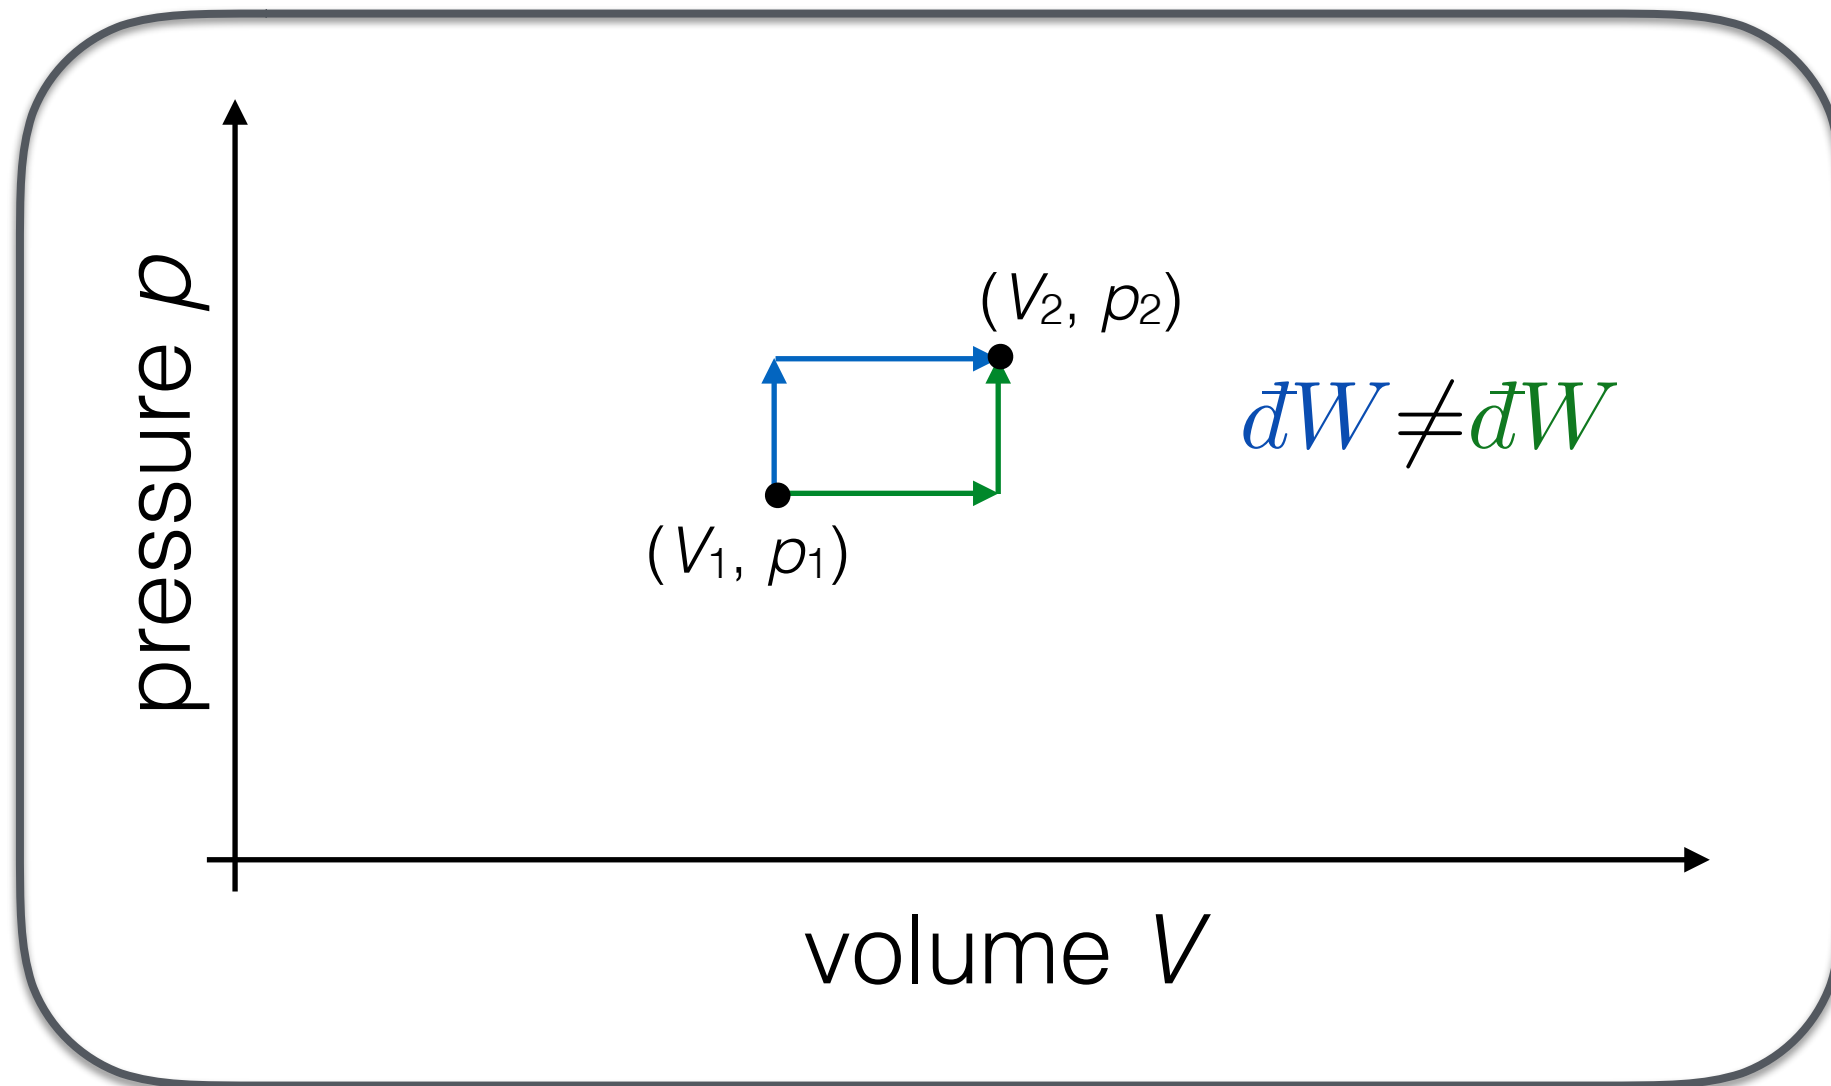 pressure p
(V₂, p₂)
đW ≠ đW
(V₁, p₁)
volume V